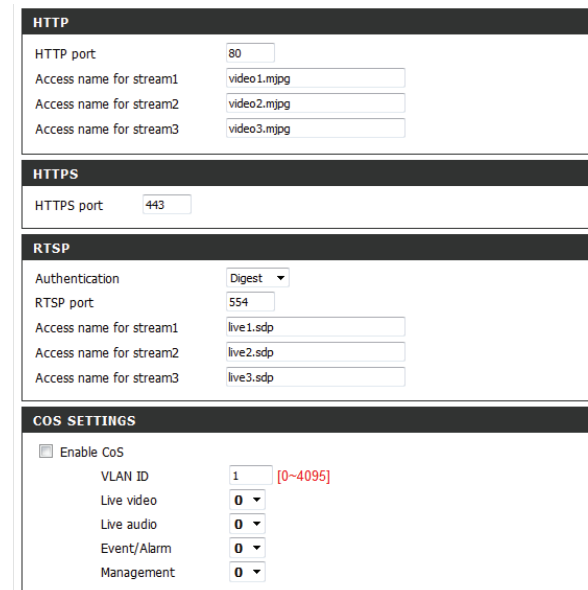 HTTP
HTTP port 80
Access name for stream1 video1.mjpg
Access name for stream2 video2.mjpg
Access name for stream3 video3.mjpg
HTTPS
HTTPS port 443
RTSP
Authentication Digest
RTSP port 554
Access name for stream1 live1.sdp
Access name for stream2 live2.sdp
Access name for stream3 live3.sdp
COS SETTINGS
Enable CoS
VLAN ID 1 [0~4095]
Live video 0
Live audio 0
Event/Alarm 0
Management 0